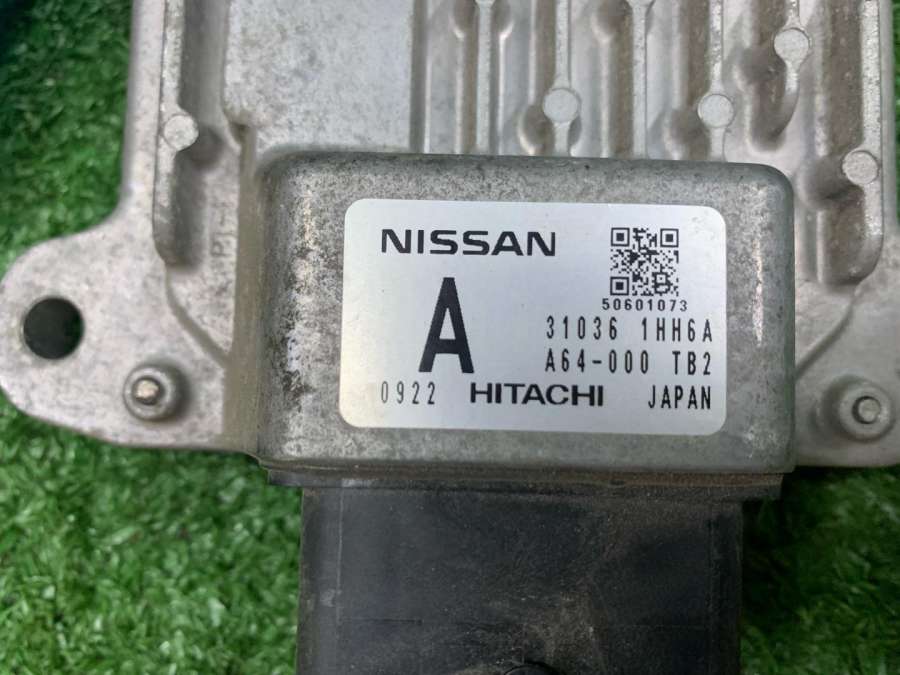 NISSAN
50601073
A
31036 1HH6A
A64-000 TB2
0922 HITACHI JAPAN